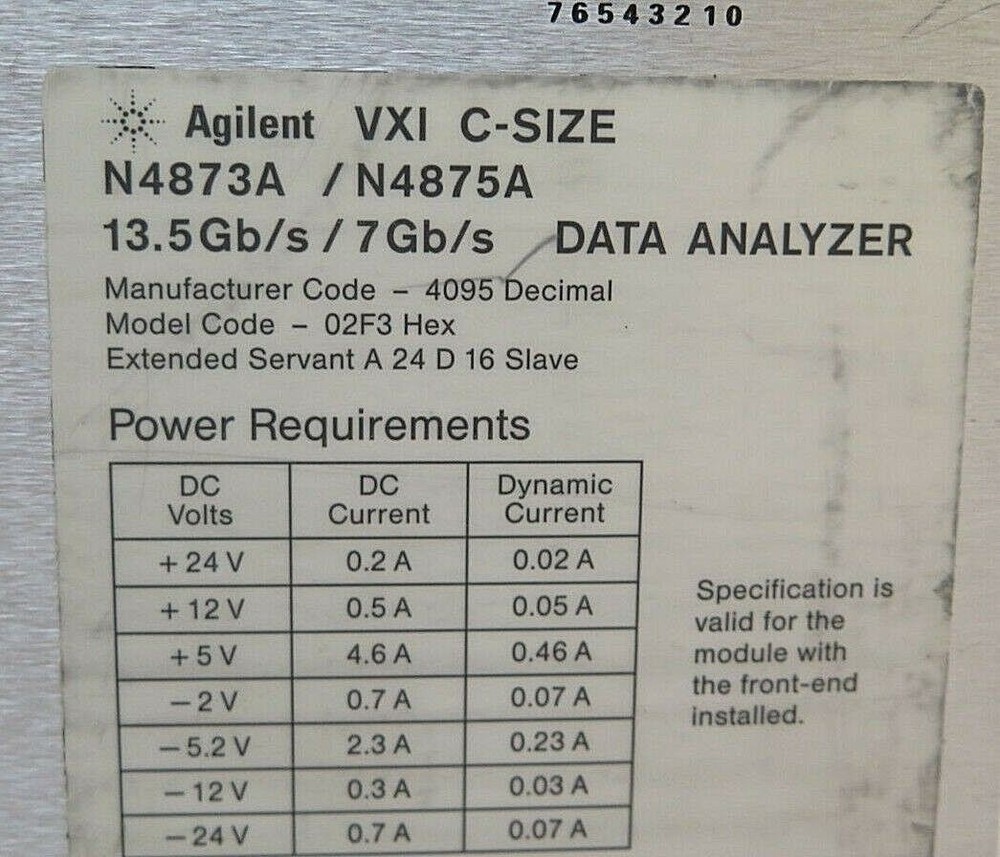 76543210
Agilent VXI C-SIZE
N4873A / N4875A
13.5Gb/s / 7Gb/s DATA ANALYZER
Manufacturer Code – 4095 Decimal
Model Code – 02F3 Hex
Extended Servant A 24 D 16 Slave
Power Requirements
DC Volts DC Current Dynamic Current
+24 V 0.2 A 0.02 A
+12 V 0.5 A 0.05 A
+5 V 4.6 A 0.46 A
−2 V 0.7 A 0.07 A
−5.2 V 2.3 A 0.23 A
−12 V 0.3 A 0.03 A
−24 V 0.7 A 0.07 A
Specification is
valid for the
module with
the front-end
installed.